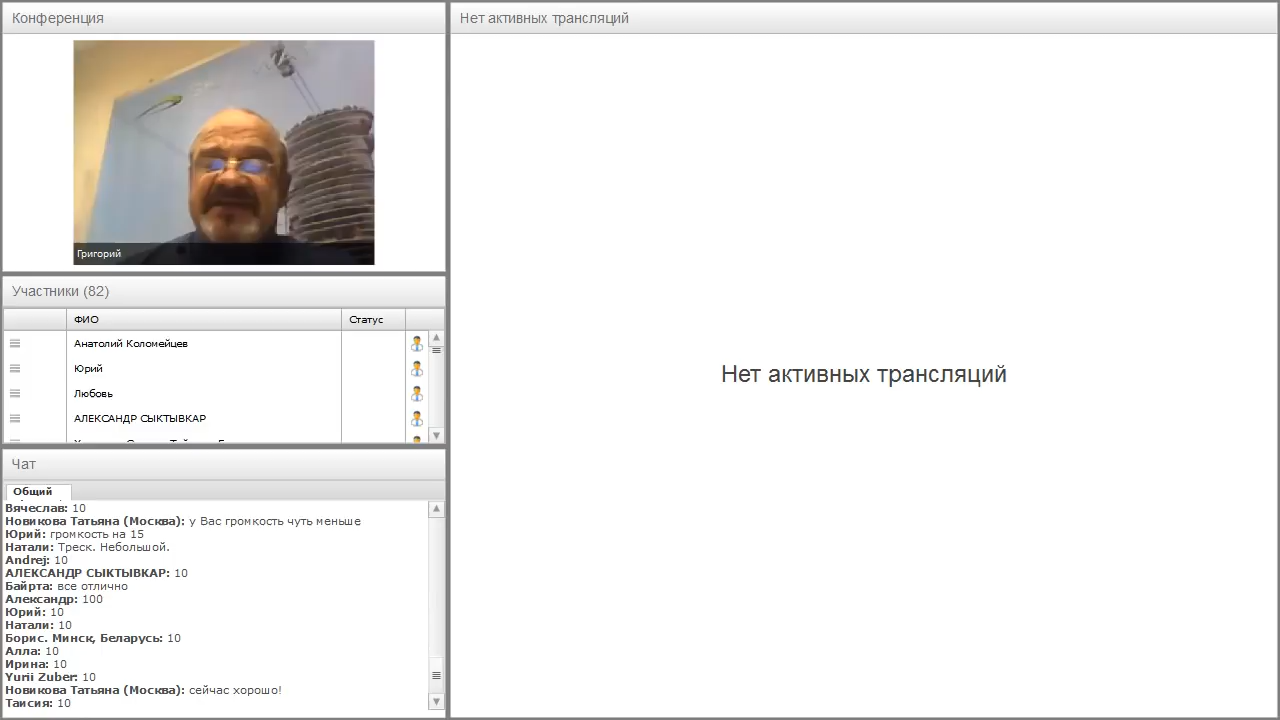 Конференция
Нет активных трансляций
Григорий
Участники (82)
ФИО
Статус
Анатолий Коломейцев
Юрий
Любовь
АЛЕКСАНДР СЫКТЫВКАР
Нет активных трансляций
Чат
Общий
Вячеслав: 10
Новикова Татьяна (Москва): у Вас громкость чуть меньше
Юрий: громкость на 15
Натали: Треск. Небольшой.
Andrej: 10
АЛЕКСАНДР СЫКТЫВКАР: 10
Байрта: все отлично
Александр: 100
Юрий: 10
Натали: 10
Борис. Минск, Беларусь: 10
Алла: 10
Ирина: 10
Yurii Zuber: 10
Новикова Татьяна (Москва): сейчас хорошо!
Таисия: 10